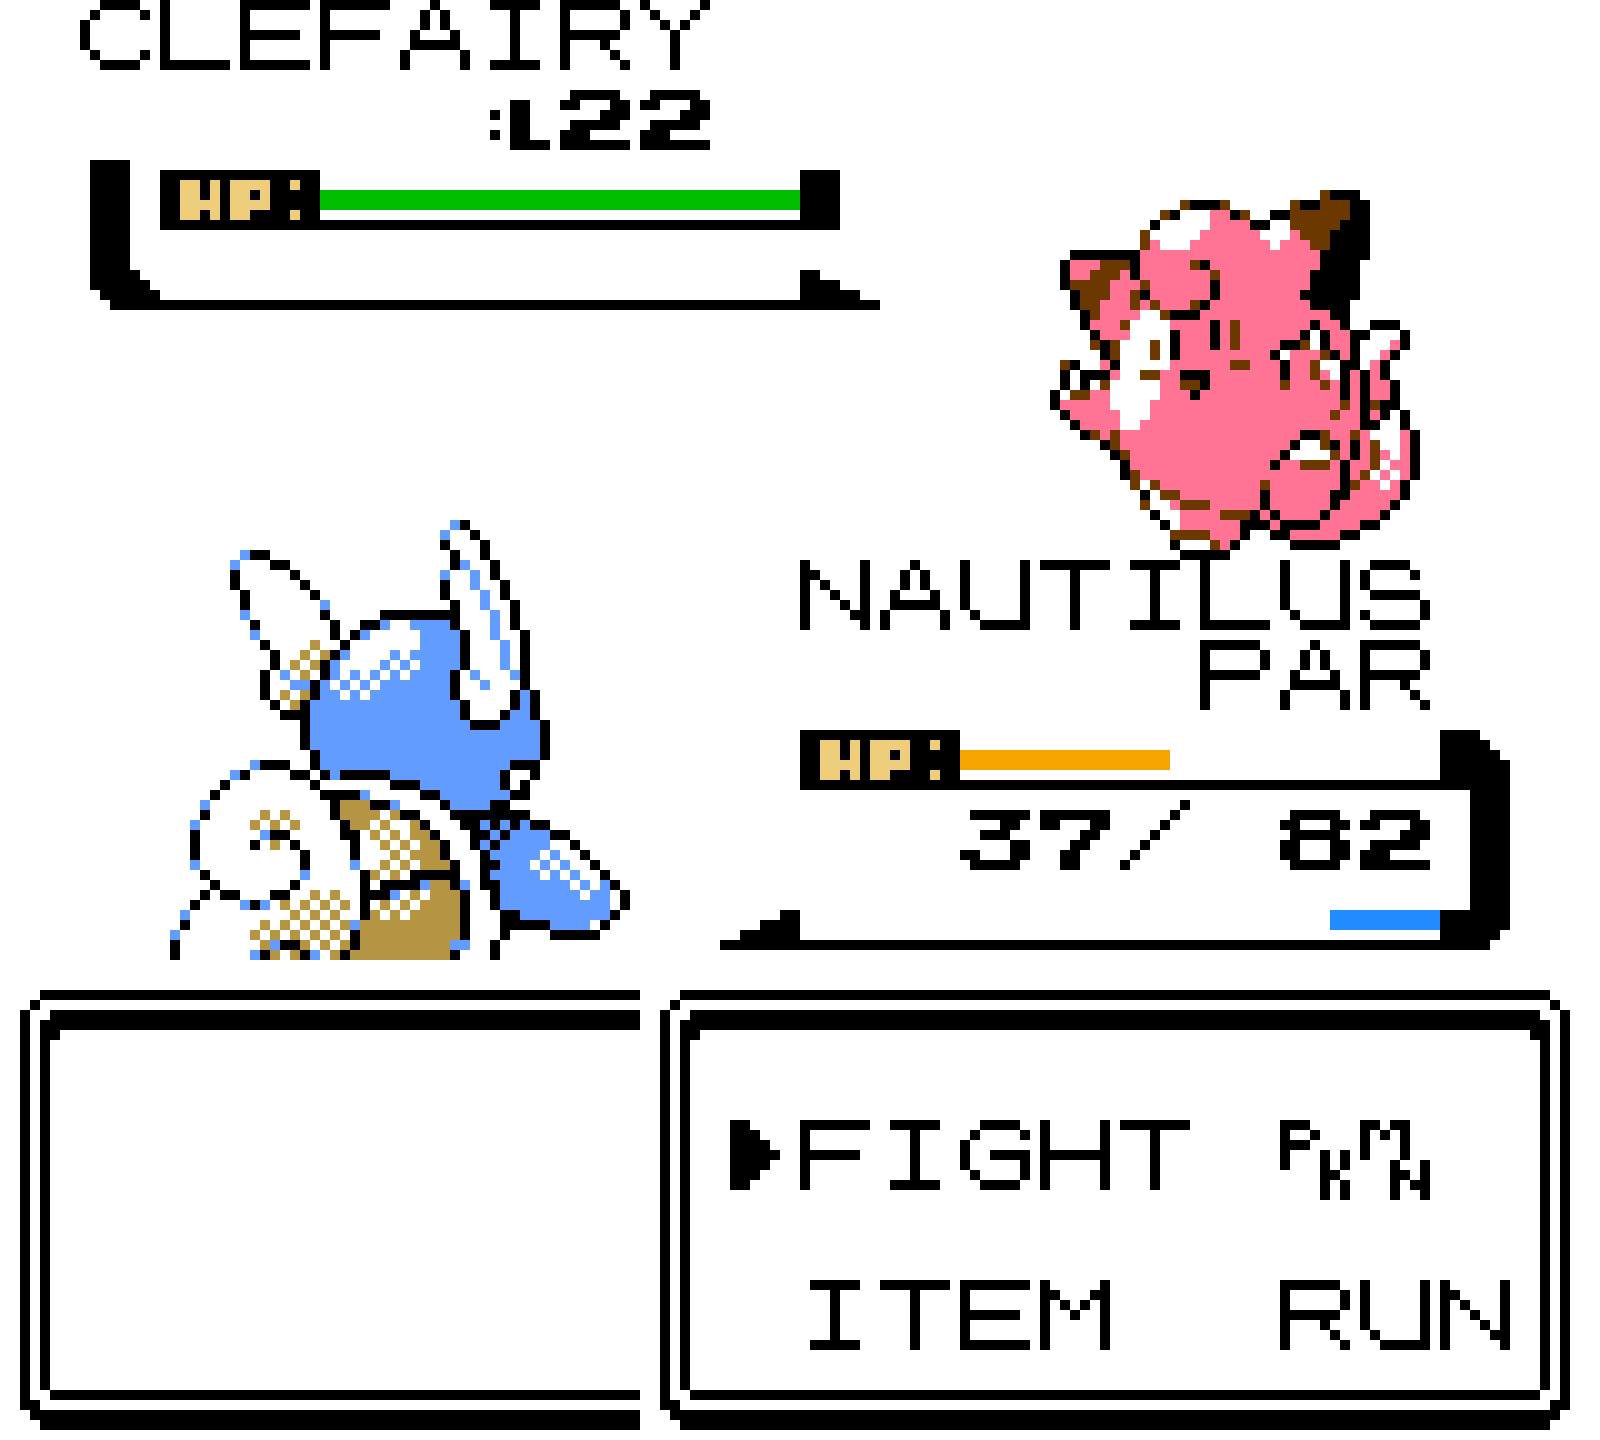 CLEFAIRY
:L22
HP:
NAUTILUS
PAR
HP:
37/ 82
▶FIGHT PKMN
ITEM RUN